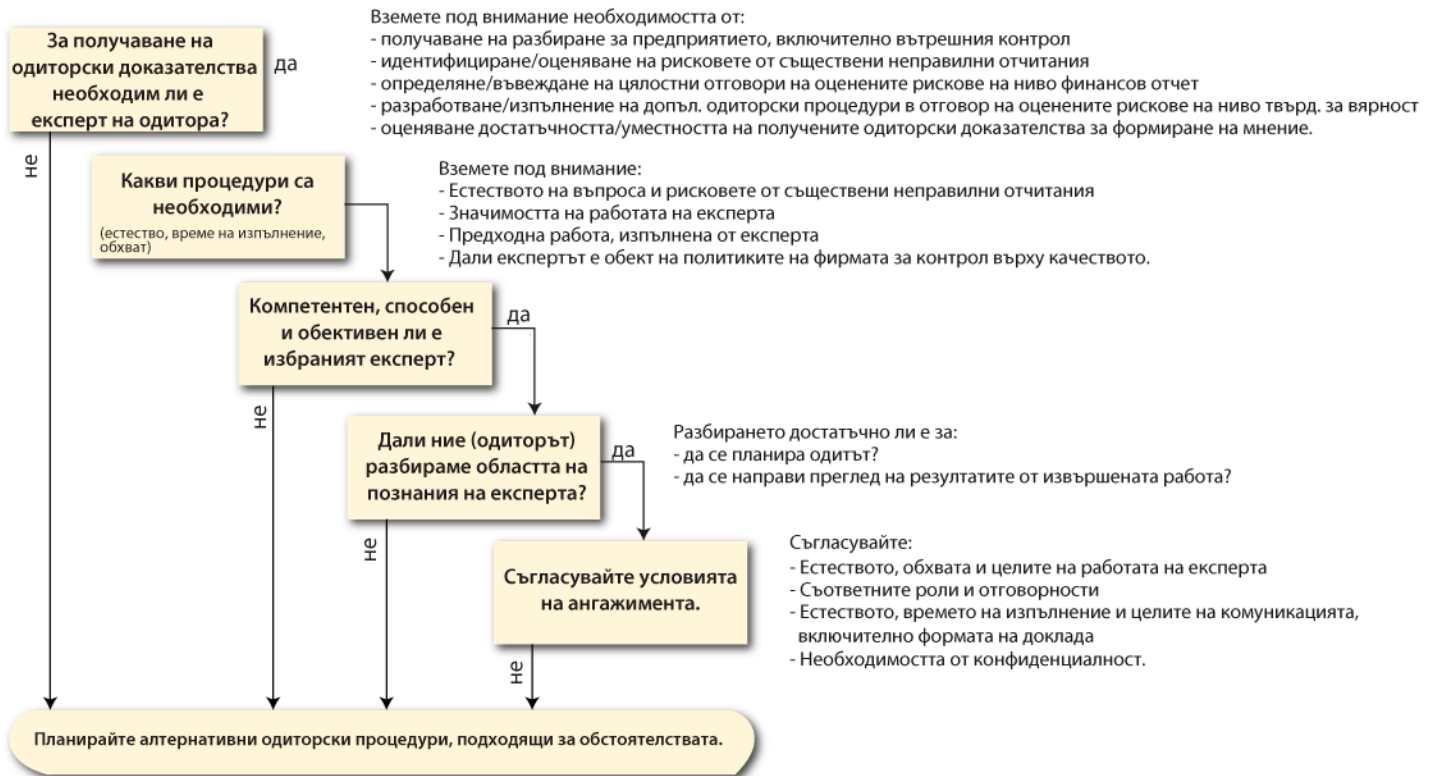 За получаване на
одиторски доказателства
необходим ли е
експерт на одитора?
да
Вземете под внимание необходимостта от:
- получаване на разбиране за предприятието, включително вътрешния контрол
- идентифициране/оценяване на рисковете от съществени неправилни отчитания
- определяне/въвеждане на цялостни отговори на оценените рискове на ниво финансов отчет
- разработване/изпълнение на допъл. одиторски процедури в отговор на оценените рискове на ниво твърд. за вярност
- оценяване достатъчността/уместността на получените одиторски доказателства за формиране на мнение.
не
Какви процедури са
необходими?
(естество, време на изпълнение,
обхват)
Вземете под внимание:
- Естеството на въпроса и рисковете от съществени неправилни отчитания
- Значимостта на работата на експерта
- Предходна работа, изпълнена от експерта
- Дали експертът е обект на политиките на фирмата за контрол върху качеството.
Компетентен, способен
и обективен ли е
избраният експерт?
да
не
Дали ние (одиторът)
разбираме областта на
познания на експерта?
да
Разбирането достатъчно ли е за:
- да се планира одитът?
- да се направи преглед на резултатите от извършената работа?
не
Съгласувайте условията
на ангажимента.
Съгласувайте:
- Естеството, обхвата и целите на работата на експерта
- Съответните роли и отговорности
- Естеството, времето на изпълнение и целите на комуникацията,
включително формата на доклада
- Необходимостта от конфиденциалност.
не
Планирайте алтернативни одиторски процедури, подходящи за обстоятелствата.